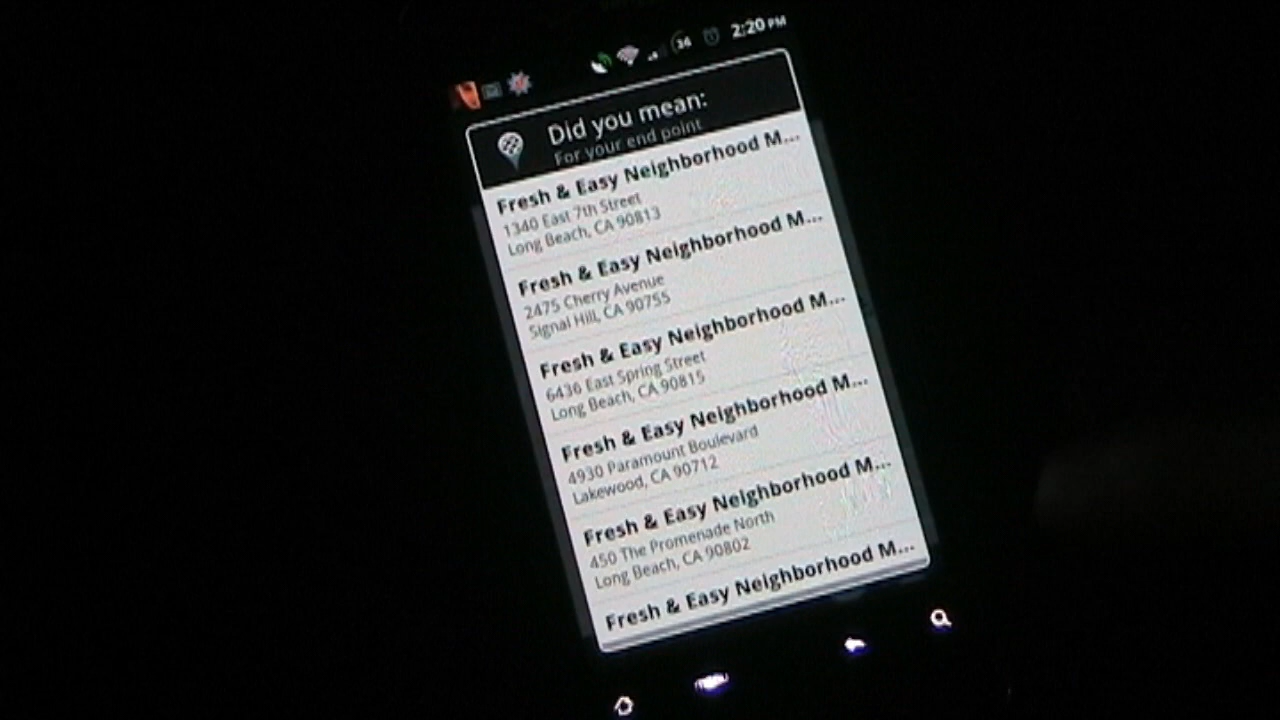 34 2:20 PM
Did you mean:
For your end point
Fresh & Easy Neighborhood M...
1340 East 7th Street
Long Beach, CA 90813
Fresh & Easy Neighborhood M...
2475 Cherry Avenue
Signal Hill, CA 90755
Fresh & Easy Neighborhood M...
6436 East Spring Street
Long Beach, CA 90815
Fresh & Easy Neighborhood M...
4930 Paramount Boulevard
Lakewood, CA 90712
Fresh & Easy Neighborhood M...
450 The Promenade North
Long Beach, CA 90802
Fresh & Easy Neighborhood M...
MENU